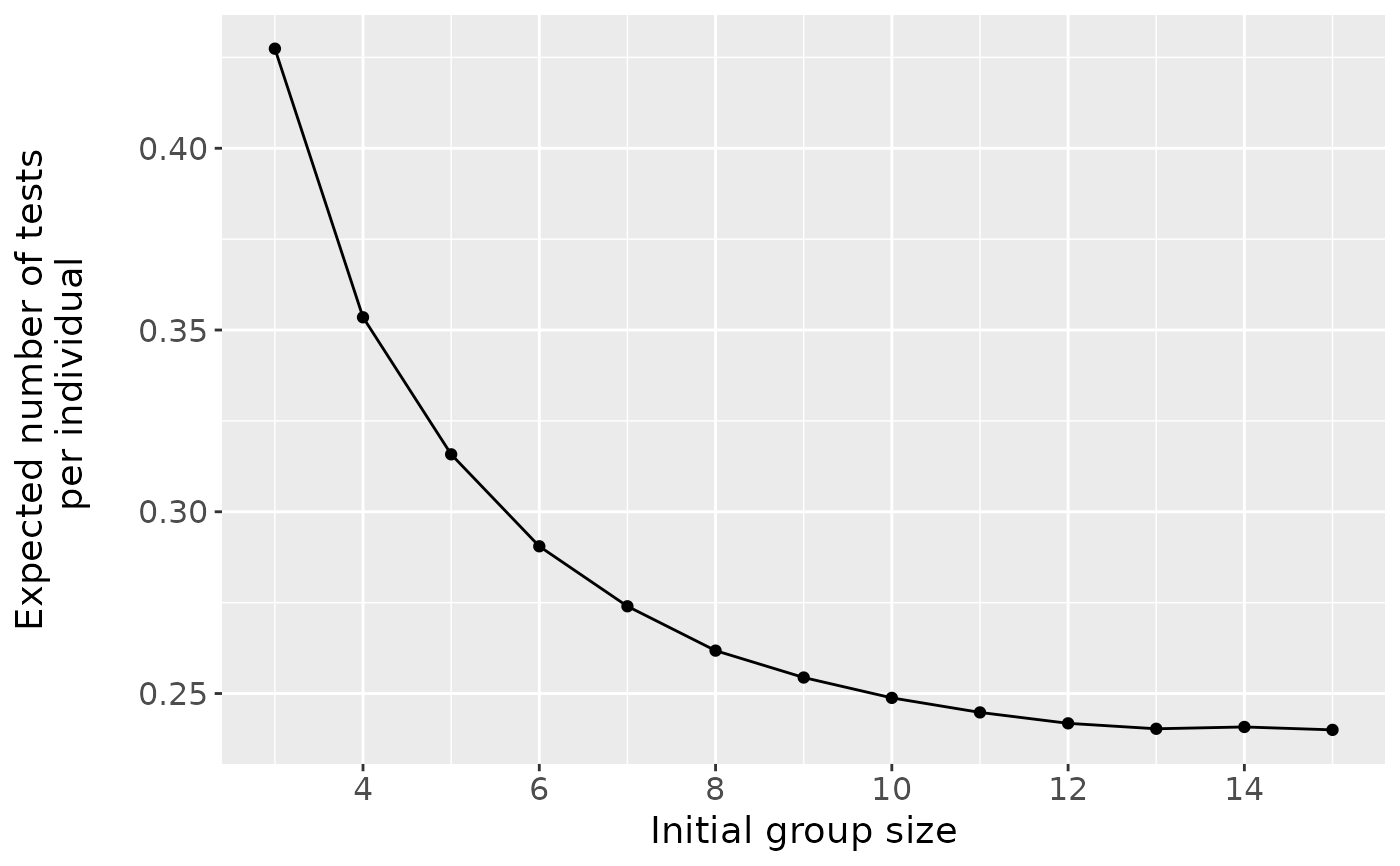 Expected number of tests
per individual
0.40
0.35
0.30
0.25
4 6 8 10 12 14
Initial group size